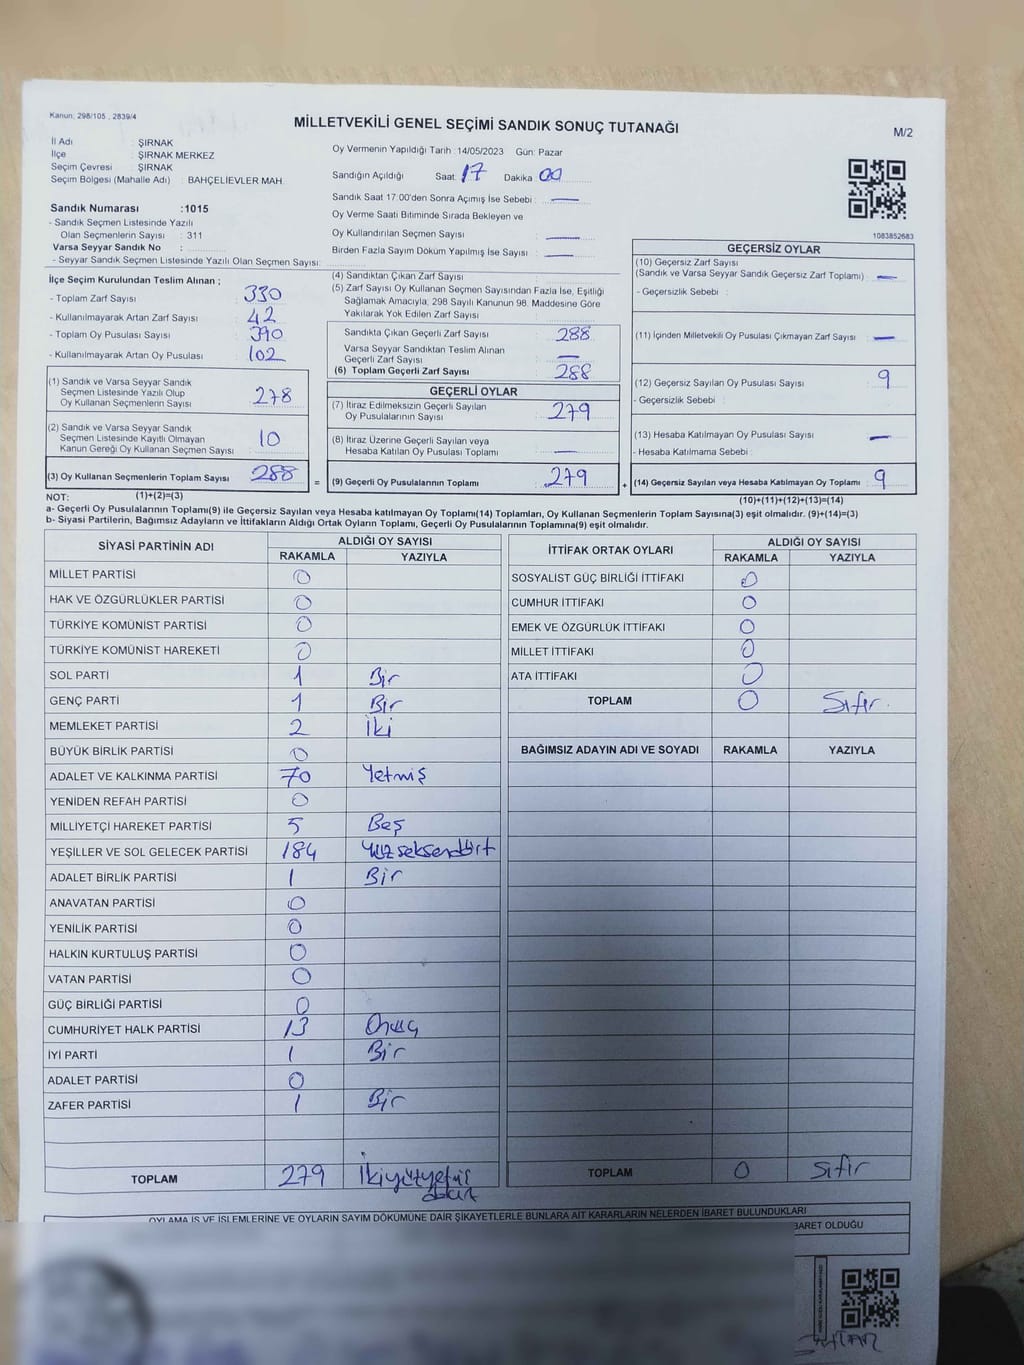 Kanun: 298/105 , 2839/4
MİLLETVEKİLİ GENEL SEÇİMİ SANDIK SONUÇ TUTANAĞI
M/2
İl Adı : ŞIRNAK
İlçe : ŞIRNAK MERKEZ
Seçim Çevresi : ŞIRNAK
Seçim Bölgesi (Mahalle Adı) : BAHÇELİEVLER MAH.
Sandık Numarası :1015
- Sandık Seçmen Listesinde Yazılı
Olan Seçmenlerin Sayısı : 311
Varsa Seyyar Sandık No :
- Seyyar Sandık Seçmen Listesinde Yazılı Olan Seçmen Sayısı:
Oy Vermenin Yapıldığı Tarih :14/05/2023 Gün: Pazar
Sandığın Açıldığı Saat: 17 Dakika 00
Sandık Saat 17:00'den Sonra Açımış İse Sebebi : —
Oy Verme Saati Bitiminde Sırada Bekleyen ve
Oy Kullandırılan Seçmen Sayısı : —
Birden Fazla Sayım Döküm Yapılmış İse Sayısı : —
1083852683
İlçe Seçim Kurulundan Teslim Alınan ;
- Toplam Zarf Sayısı : 330
- Kullanılmayarak Artan Zarf Sayısı : 42
- Toplam Oy Pusulası Sayısı : 390
- Kullanılmayarak Artan Oy Pusulası : 102
(1) Sandık ve Varsa Seyyar Sandık
Seçmen Listesinde Yazılı Olup
Oy Kullanan Seçmenlerin Sayısı : 278
(2) Sandık ve Varsa Seyyar Sandık
Seçmen Listesinde Kayıtlı Olmayan
Kanun Gereği Oy Kullanan Seçmen Sayısı : 10
(3) Oy Kullanan Seçmenlerin Toplam Sayısı : 288
(1)+(2)=(3)
(4) Sandıktan Çıkan Zarf Sayısı :
(5) Zarf Sayısı Oy Kullanan Seçmen Sayısından Fazla İse, Eşitliği
Sağlamak Amacıyla, 298 Sayılı Kanunun 98. Maddesine Göre
Yakılarak Yok Edilen Zarf Sayısı :
Sandıkta Çıkan Geçerli Zarf Sayısı : 288
Varsa Seyyar Sandıktan Teslim Alınan
Geçerli Zarf Sayısı : —
(6) Toplam Geçerli Zarf Sayısı : 288
GEÇERLİ OYLAR
(7) İtiraz Edilmeksizin Geçerli Sayılan
Oy Pusulalarının Sayısı : 279
(8) İtiraz Üzerine Geçerli Sayılan veya
Hesaba Katılan Oy Pusulası Toplamı : —
= (9) Geçerli Oy Pusulalarının Toplamı : 279 +
GEÇERSİZ OYLAR
(10) Geçersiz Zarf Sayısı
(Sandık ve Varsa Seyyar Sandık Geçersiz Zarf Toplamı) : —
- Geçersizlik Sebebi :
(11) İçinden Milletvekili Oy Pusulası Çıkmayan Zarf Sayısı : —
(12) Geçersiz Sayılan Oy Pusulası Sayısı : 9
- Geçersizlik Sebebi :
(13) Hesaba Katılmayan Oy Pusulası Sayısı : —
- Hesaba Katılmama Sebebi :
(14) Geçersiz Sayılan veya Hesaba Katılmayan Oy Toplamı : 9
(10)+(11)+(12)+(13)=(14)
NOT:
a- Geçerli Oy Pusulalarının Toplamı(9) ile Geçersiz Sayılan veya Hesaba Katılmayan oy Toplamı(14) Toplamları, Oy Kullanan Seçmenlerin Toplam Sayısına(3) eşit olmalıdır. (9)+(14)=(3)
b- Siyasi Partilerin, Bağımsız Adayların ve İttifakların Aldığı Ortak Oyların Toplamı, Geçerli Oy Pusulalarının Toplamına(9) eşit olmalıdır.
SİYASİ PARTİNİN ADI ALDIĞI OY SAYISI
RAKAMLA YAZIYLA
MİLLET PARTİSİ 0
HAK VE ÖZGÜRLÜKLER PARTİSİ 0
TÜRKİYE KOMÜNİST PARTİSİ 0
TÜRKİYE KOMÜNİST HAREKETİ 0
SOL PARTİ 1 Bir
GENÇ PARTİ 1 Bir
MEMLEKET PARTİSİ 2 İki
BÜYÜK BİRLİK PARTİSİ 0
ADALET VE KALKINMA PARTİSİ 70 Yetmiş
YENİDEN REFAH PARTİSİ 0
MİLLİYETÇİ HAREKET PARTİSİ 5 Beş
YEŞİLLER VE SOL GELECEK PARTİSİ 184 Yüzseksendört
ADALET BİRLİK PARTİSİ 1 Bir
ANAVATAN PARTİSİ 0
YENİLİK PARTİSİ 0
HALKIN KURTULUŞ PARTİSİ 0
VATAN PARTİSİ 0
GÜÇ BİRLİĞİ PARTİSİ 0
CUMHURİYET HALK PARTİSİ 13 Onüç
İYİ PARTİ 1 Bir
ADALET PARTİSİ 0
ZAFER PARTİSİ 1 Bir
TOPLAM 279 İkiyüzyetmiş
dokuz
İTTİFAK ORTAK OYLARI ALDIĞI OY SAYISI
RAKAMLA YAZIYLA
SOSYALİST GÜÇ BİRLİĞİ İTTİFAKI 0
CUMHUR İTTİFAKI 0
EMEK VE ÖZGÜRLÜK İTTİFAKI 0
MİLLET İTTİFAKI 0
ATA İTTİFAKI 0
TOPLAM 0 Sıfır
BAĞIMSIZ ADAYIN ADI VE SOYADI RAKAMLA YAZIYLA
TOPLAM 0 Sıfır
OYLAMA İŞ VE İŞLEMLERİNE VE OYLARIN SAYIM DÖKÜMÜNE DAİR ŞİKAYETLERLE BUNLARA AİT KARARLARIN NELERDEN İBARET BULUNDUKLARI
BARET OLDUĞU